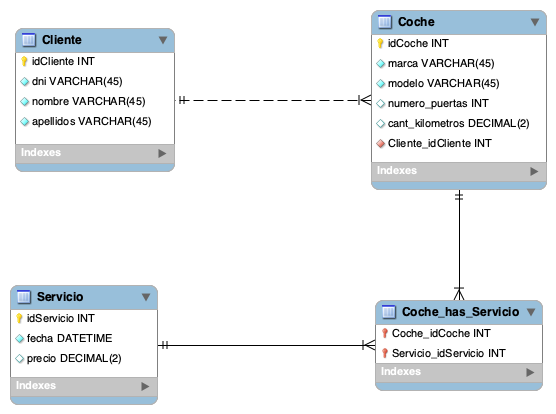 Cliente
idCliente INT
dni VARCHAR(45)
nombre VARCHAR(45)
apellidos VARCHAR(45)
Indexes
Coche
idCoche INT
marca VARCHAR(45)
modelo VARCHAR(45)
numero_puertas INT
cant_kilometros DECIMAL(2)
Cliente_idCliente INT
Indexes
Servicio
idServicio INT
fecha DATETIME
precio DECIMAL(2)
Indexes
Coche_has_Servicio
Coche_idCoche INT
Servicio_idServicio INT
Indexes